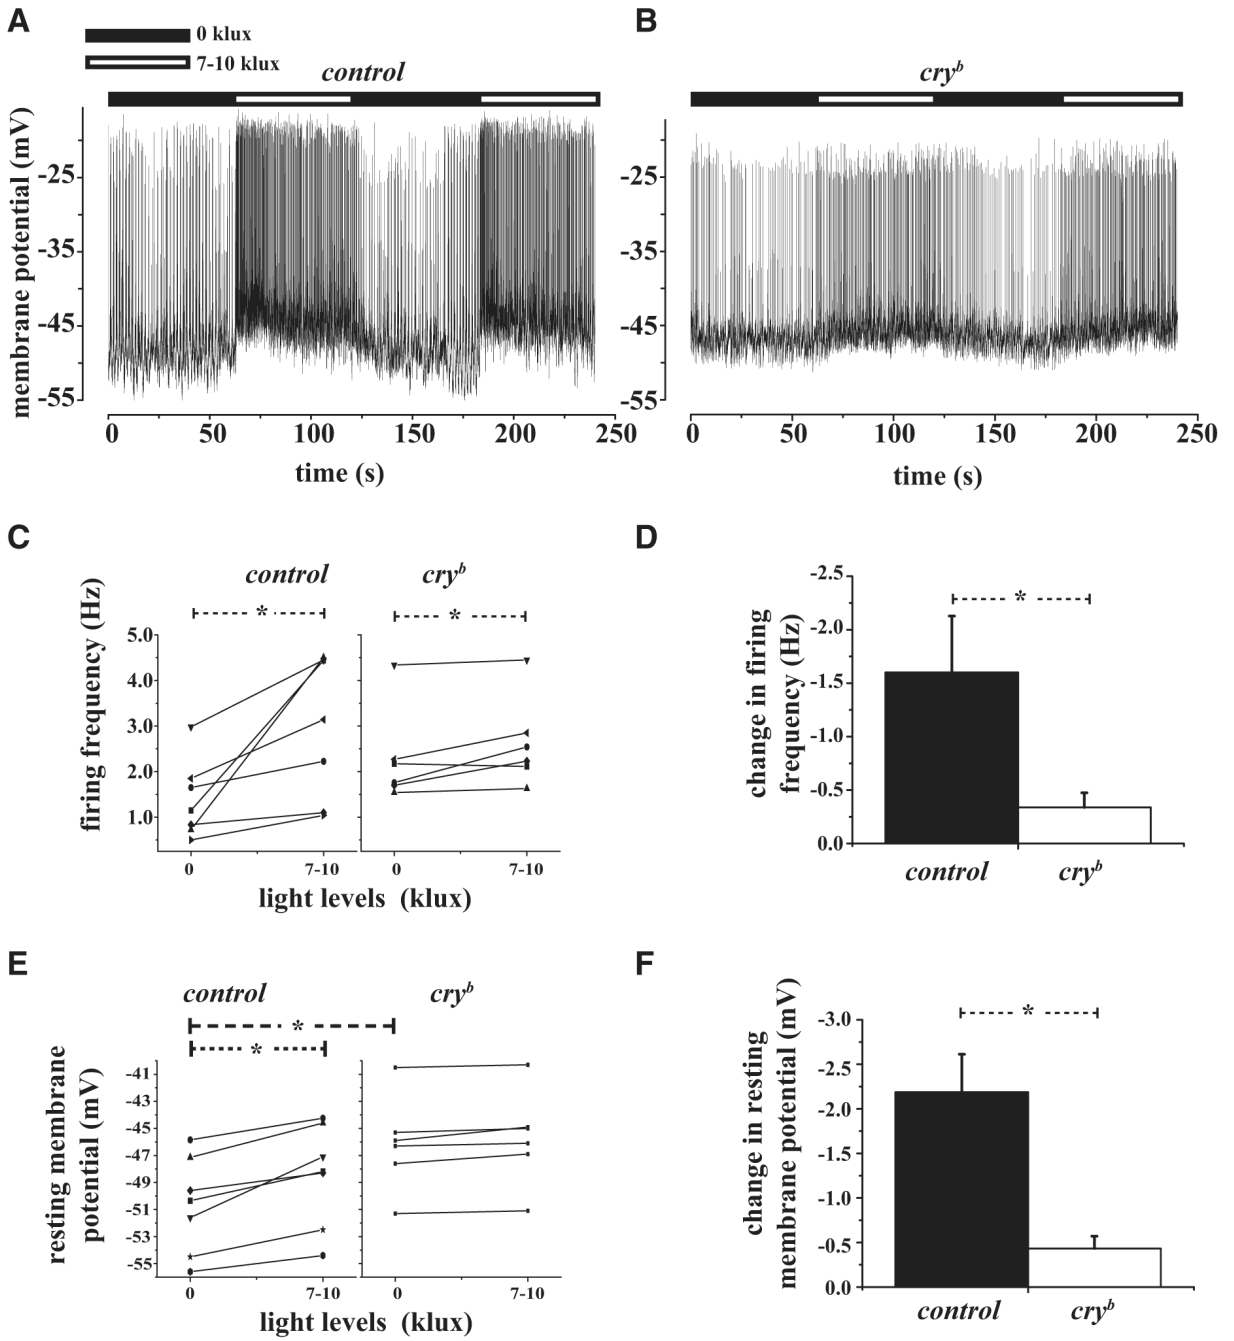 A
B
0 klux
7-10 klux
control
cryᵇ
membrane potential (mV)
-25
-35
-45
-55
0 50 100 150 200 250
time (s)
-25
-35
-45
-55
0 50 100 150 200 250
time (s)
C
D
control
cryᵇ
*
*
firing frequency (Hz)
5.0
4.0
3.0
2.0
1.0
0 7-10 0 7-10
light levels (klux)
change in firing
frequency (Hz)
-2.5
-2.0
-1.5
-1.0
-0.5
0.0
*
control
cryᵇ
E
F
control
cryᵇ
*
*
resting membrane
potential (mV)
-41
-43
-45
-47
-49
-51
-53
-55
0 7-10 0 7-10
light levels (klux)
change in resting
membrane potential (mV)
-3.0
-2.5
-2.0
-1.5
-1.0
-0.5
0.0
*
control
cryᵇ